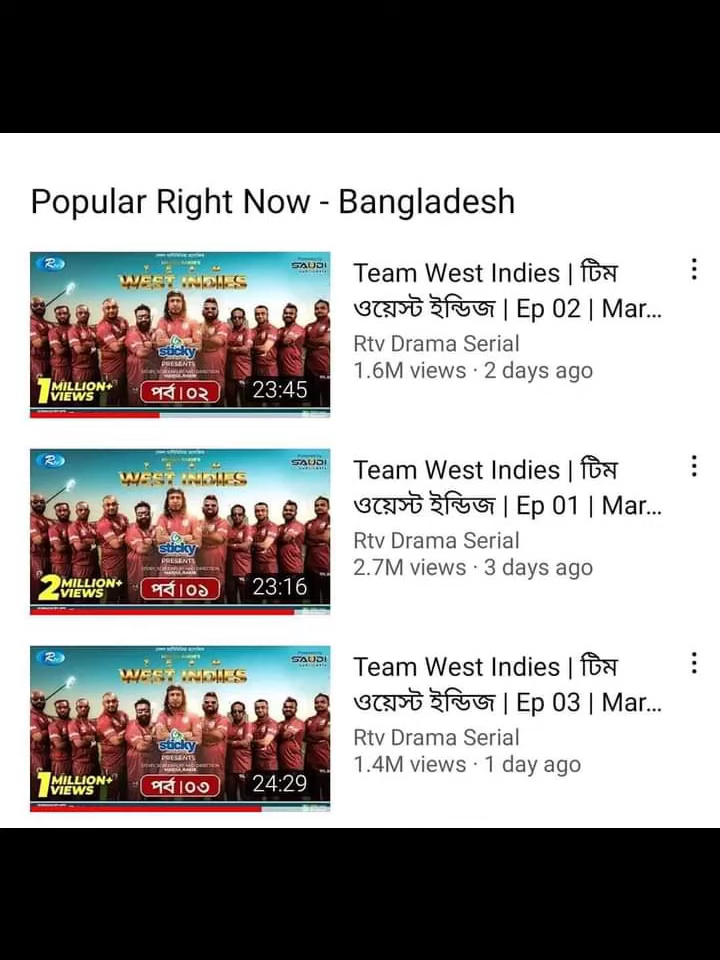 Popular Right Now - Bangladesh
Rtv
SAUDI
WEST INDIES
sticky
PRESENTS
1 MILLION+
VIEWS
পর্ব।০২
23:45
Team West Indies | টিম
ওয়েস্ট ইন্ডিজ | Ep 02 | Mar...
Rtv Drama Serial
1.6M views · 2 days ago
Rtv
SAUDI
WEST INDIES
sticky
PRESENTS
2 MILLION+
VIEWS
পর্ব।০১
23:16
Team West Indies | টিম
ওয়েস্ট ইন্ডিজ | Ep 01 | Mar...
Rtv Drama Serial
2.7M views · 3 days ago
Rtv
SAUDI
WEST INDIES
sticky
PRESENTS
1 MILLION+
VIEWS
পর্ব।০৩
24:29
Team West Indies | টিম
ওয়েস্ট ইন্ডিজ | Ep 03 | Mar...
Rtv Drama Serial
1.4M views · 1 day ago